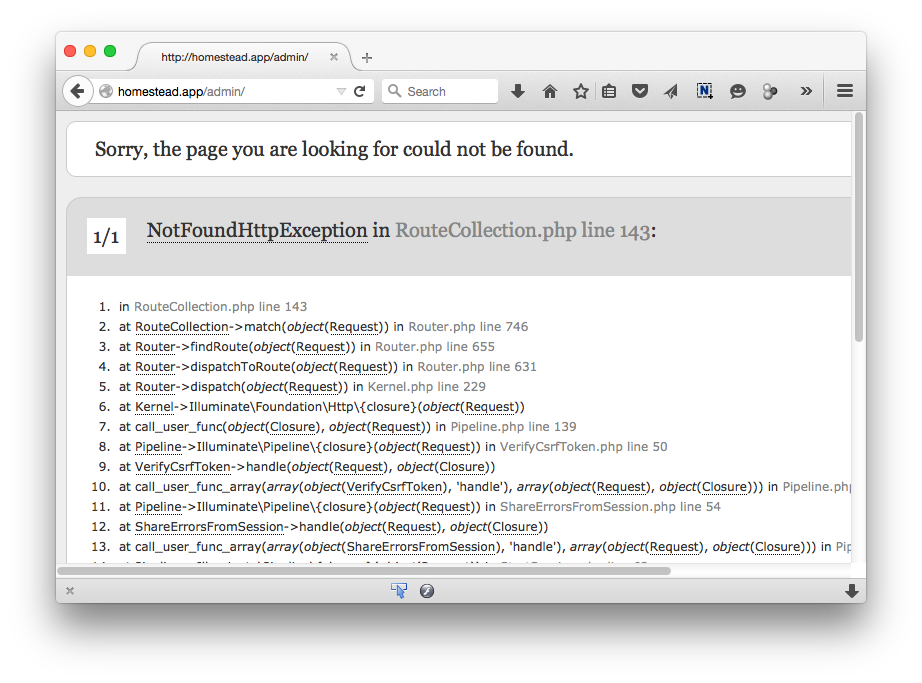 http://homestead.app/admin/
homestead.app/admin/
Search
N
Sorry, the page you are looking for could not be found.
1/1
NotFoundHttpException in RouteCollection.php line 143:
1. in RouteCollection.php line 143
2. at RouteCollection->match(object(Request)) in Router.php line 746
3. at Router->findRoute(object(Request)) in Router.php line 655
4. at Router->dispatchToRoute(object(Request)) in Router.php line 631
5. at Router->dispatch(object(Request)) in Kernel.php line 229
6. at Kernel->Illuminate\Foundation\Http\{closure}(object(Request))
7. at call_user_func(object(Closure), object(Request)) in Pipeline.php line 139
8. at Pipeline->Illuminate\Pipeline\{closure}(object(Request)) in VerifyCsrfToken.php line 50
9. at VerifyCsrfToken->handle(object(Request), object(Closure))
10. at call_user_func_array(array(object(VerifyCsrfToken), 'handle'), array(object(Request), object(Closure))) in Pipeline.php
11. at Pipeline->Illuminate\Pipeline\{closure}(object(Request)) in ShareErrorsFromSession.php line 54
12. at ShareErrorsFromSession->handle(object(Request), object(Closure))
13. at call_user_func_array(array(object(ShareErrorsFromSession), 'handle'), array(object(Request), object(Closure))) in Pip